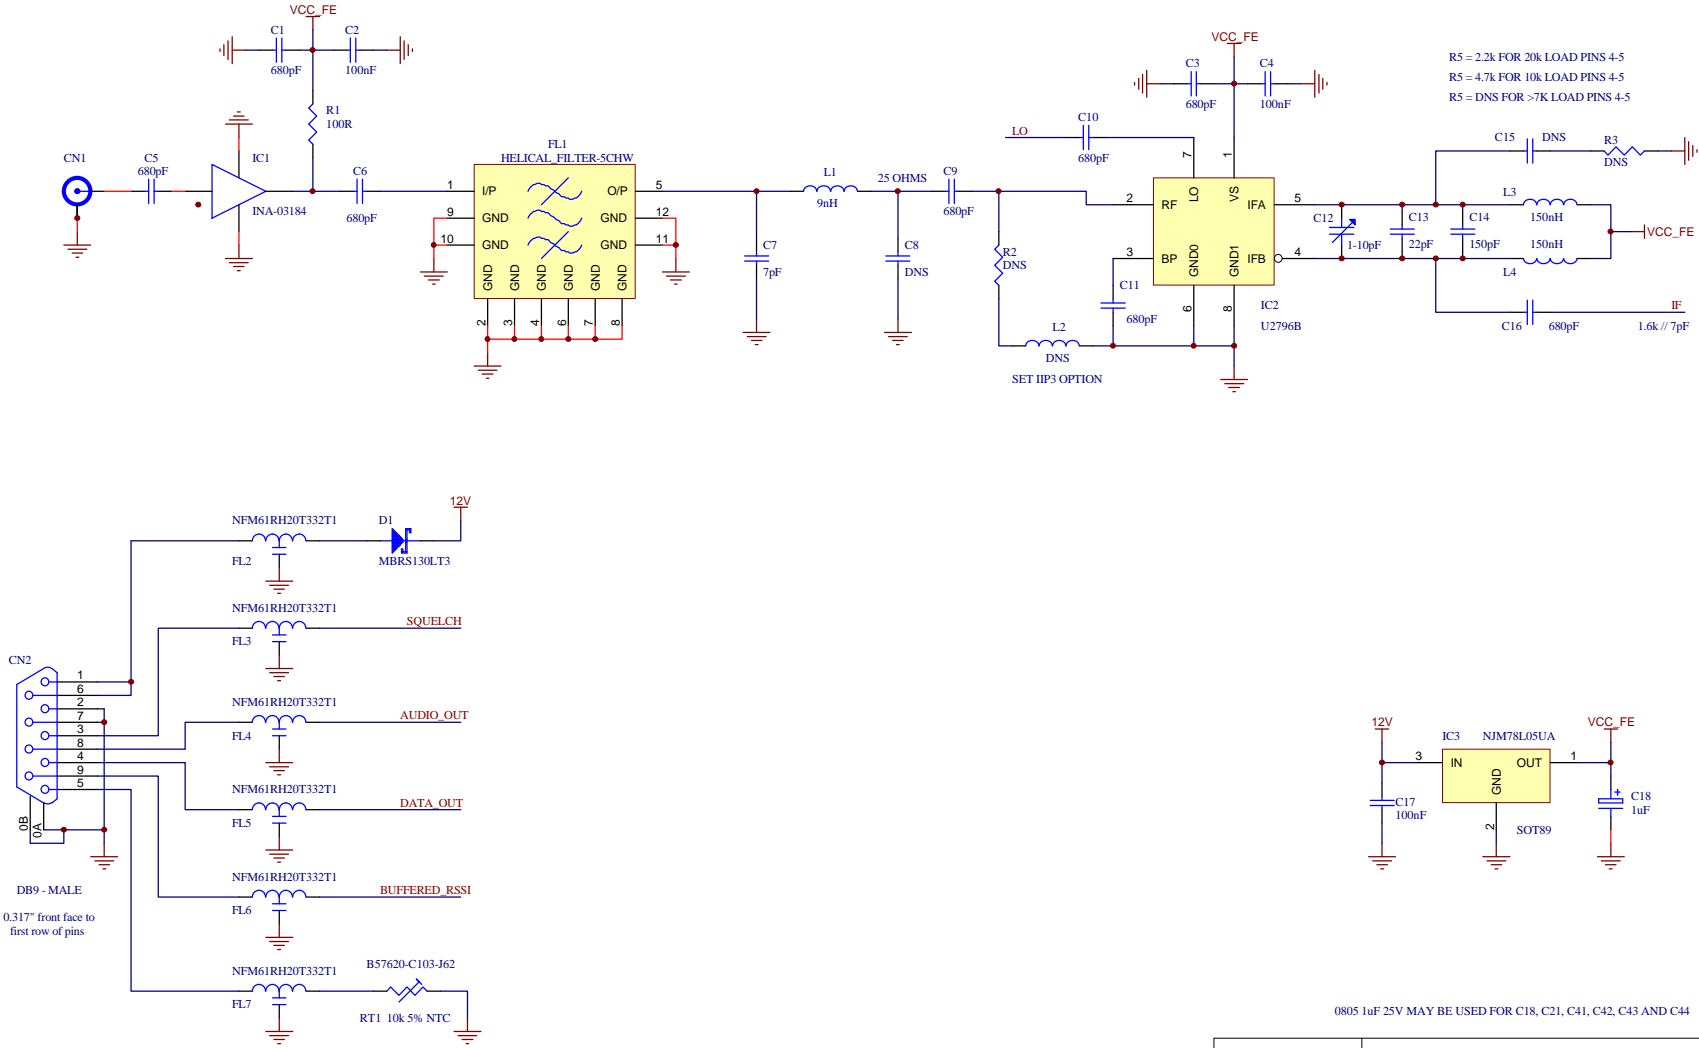 VCC_FE
C1
C2
680pF
100nF
R1
100R
CN1
C5
680pF
IC1
INA-03184
C6
680pF
FL1
HELICAL_FILTER-5CHW
1
I/P
O/P
5
9
GND
GND
12
10
GND
GND
11
GND
GND
GND
GND
GND
GND
2
3
4
6
7
8
L1
9nH
25 OHMS
C9
680pF
C7
7pF
C8
DNS
R2
DNS
L2
DNS
SET IIP3 OPTION
LO
C10
680pF
VCC_FE
C3
C4
680pF
100nF
7
1
LO
VS
2
RF
IFA
5
3
BP
IFB
4
GND0
GND1
6
8
C11
680pF
IC2
U2796B
R5 = 2.2k FOR 20k LOAD PINS 4-5
R5 = 4.7k FOR 10k LOAD PINS 4-5
R5 = DNS FOR >7K LOAD PINS 4-5
C15
DNS
R3
DNS
C12
1-10pF
C13
22pF
C14
150pF
L3
150nH
150nH
L4
VCC_FE
C16
680pF
IF
1.6k // 7pF
12V
NFM61RH20T332T1
FL2
D1
MBRS130LT3
NFM61RH20T332T1
FL3
SQUELCH
NFM61RH20T332T1
FL4
AUDIO_OUT
NFM61RH20T332T1
FL5
DATA_OUT
NFM61RH20T332T1
FL6
BUFFERED_RSSI
NFM61RH20T332T1
FL7
B57620-C103-J62
RT1 10k 5% NTC
CN2
1
6
2
7
3
8
4
9
5
0B
0A
DB9 - MALE
0.317" front face to
first row of pins
12V
VCC_FE
IC3
NJM78L05UA
3
IN
OUT
1
GND
2
SOT89
C17
100nF
+
C18
1uF
0805 1uF 25V MAY BE USED FOR C18, C21, C41, C42, C43 AND C44